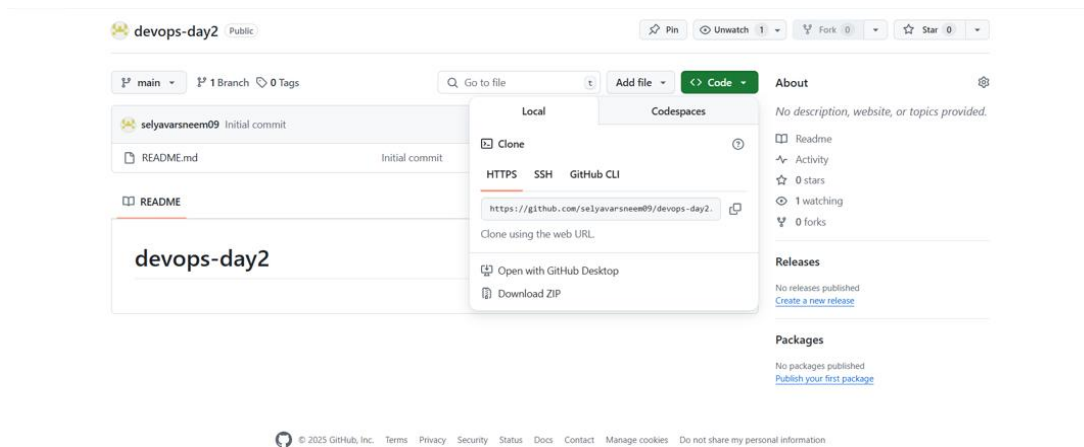 devops-day2 Public
Pin Unwatch 1 Fork 0 Star 0
main 1 Branch 0 Tags Go to file t Add file <> Code
selyavarsneem09 Initial commit
README.md Initial commit
README
devops-day2
Local Codespaces
Clone
HTTPS SSH GitHub CLI
https://github.com/selyavarsneem09/devops-day2.
Clone using the web URL.
Open with GitHub Desktop
Download ZIP
About
No description, website, or topics provided.
Readme
Activity
0 stars
1 watching
0 forks
Releases
No releases published
Create a new release
Packages
No packages published
Publish your first package
© 2025 GitHub, Inc. Terms Privacy Security Status Docs Contact Manage cookies Do not share my personal information